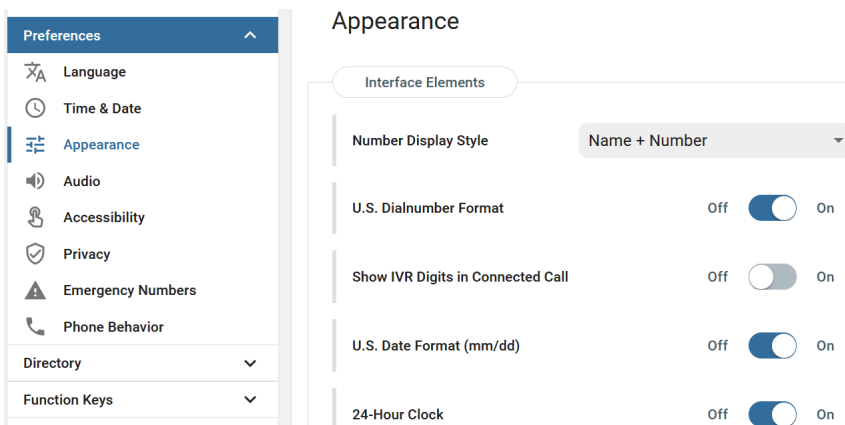 Preferences
Language
Time & Date
Appearance
Audio
Accessibility
Privacy
Emergency Numbers
Phone Behavior
Directory
Function Keys
Appearance
Interface Elements
Number Display Style Name + Number
U.S. Dialnumber Format Off On
Show IVR Digits in Connected Call Off On
U.S. Date Format (mm/dd) Off On
24-Hour Clock Off On